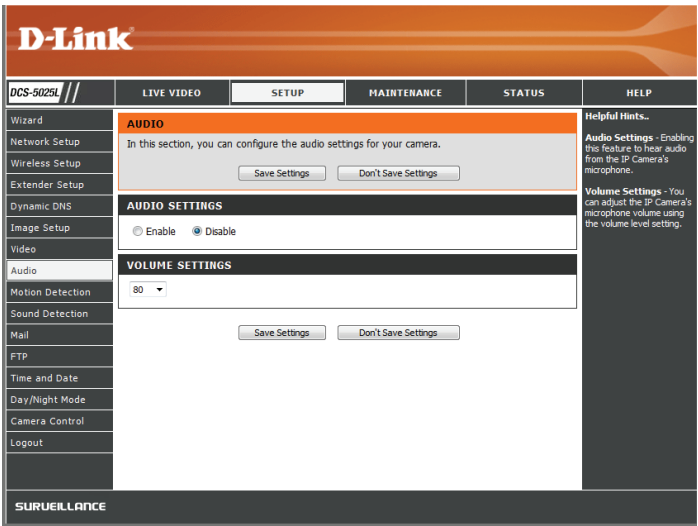 D-Link
DCS-5025L
LIVE VIDEO
SETUP
MAINTENANCE
STATUS
HELP
Wizard
Network Setup
Wireless Setup
Extender Setup
Dynamic DNS
Image Setup
Video
Audio
Motion Detection
Sound Detection
Mail
FTP
Time and Date
Day/Night Mode
Camera Control
Logout
AUDIO
In this section, you can configure the audio settings for your camera.
Save Settings
Don't Save Settings
AUDIO SETTINGS
Enable
Disable
VOLUME SETTINGS
80
Save Settings
Don't Save Settings
Helpful Hints..
Audio Settings - Enabling
this feature to hear audio
from the IP Camera's
microphone.
Volume Settings - You
can adjust the IP Camera's
microphone volume using
the volume level setting.
SURVEILLANCE